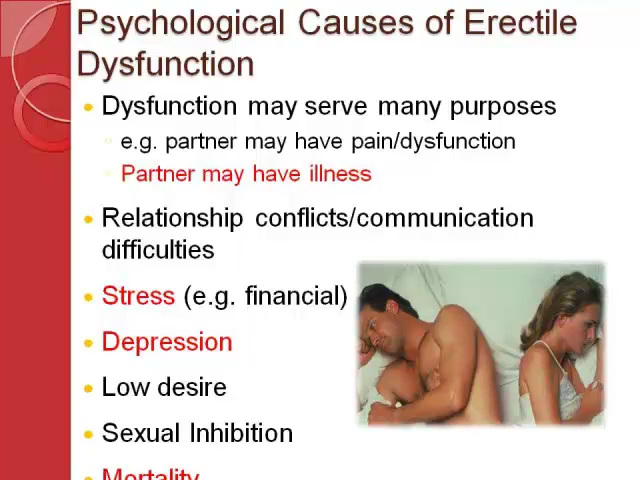 Psychological Causes of Erectile
Dysfunction
Dysfunction may serve many purposes
e.g. partner may have pain/dysfunction
Partner may have illness
Relationship conflicts/communication
difficulties
Stress (e.g. financial)
Depression
Low desire
Sexual Inhibition
Mortality